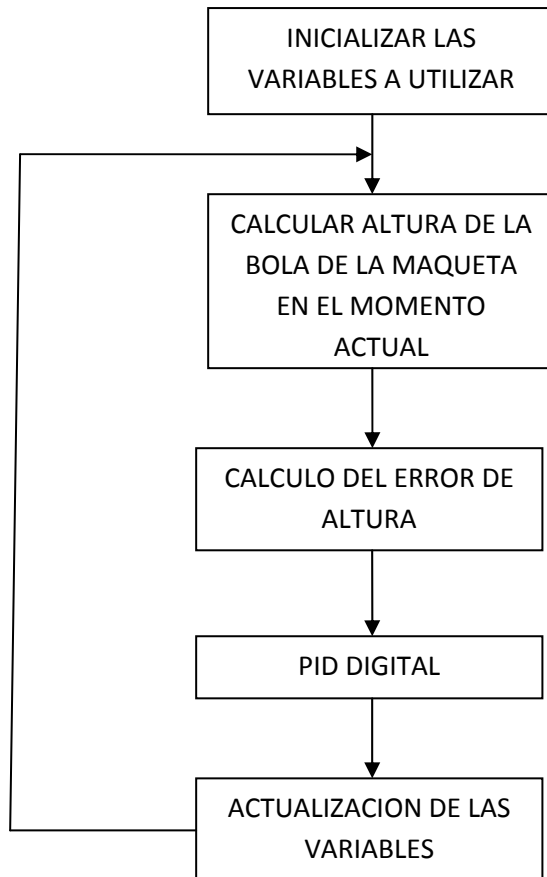 INICIALIZAR LAS
VARIABLES A UTILIZAR
CALCULAR ALTURA DE LA
BOLA DE LA MAQUETA
EN EL MOMENTO
ACTUAL
CALCULO DEL ERROR DE
ALTURA
PID DIGITAL
ACTUALIZACION DE LAS
VARIABLES